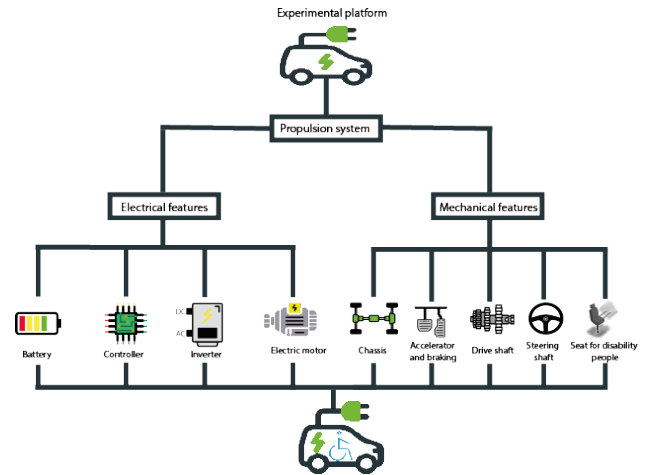 Experimental platform
Propulsion system
Electrical features
Mechanical features
DC
AC
Battery
Controller
Inverter
Electric motor
Chassis
Accelerator
and braking
Drive shaft
Steering
shaft
Seat for disability
people